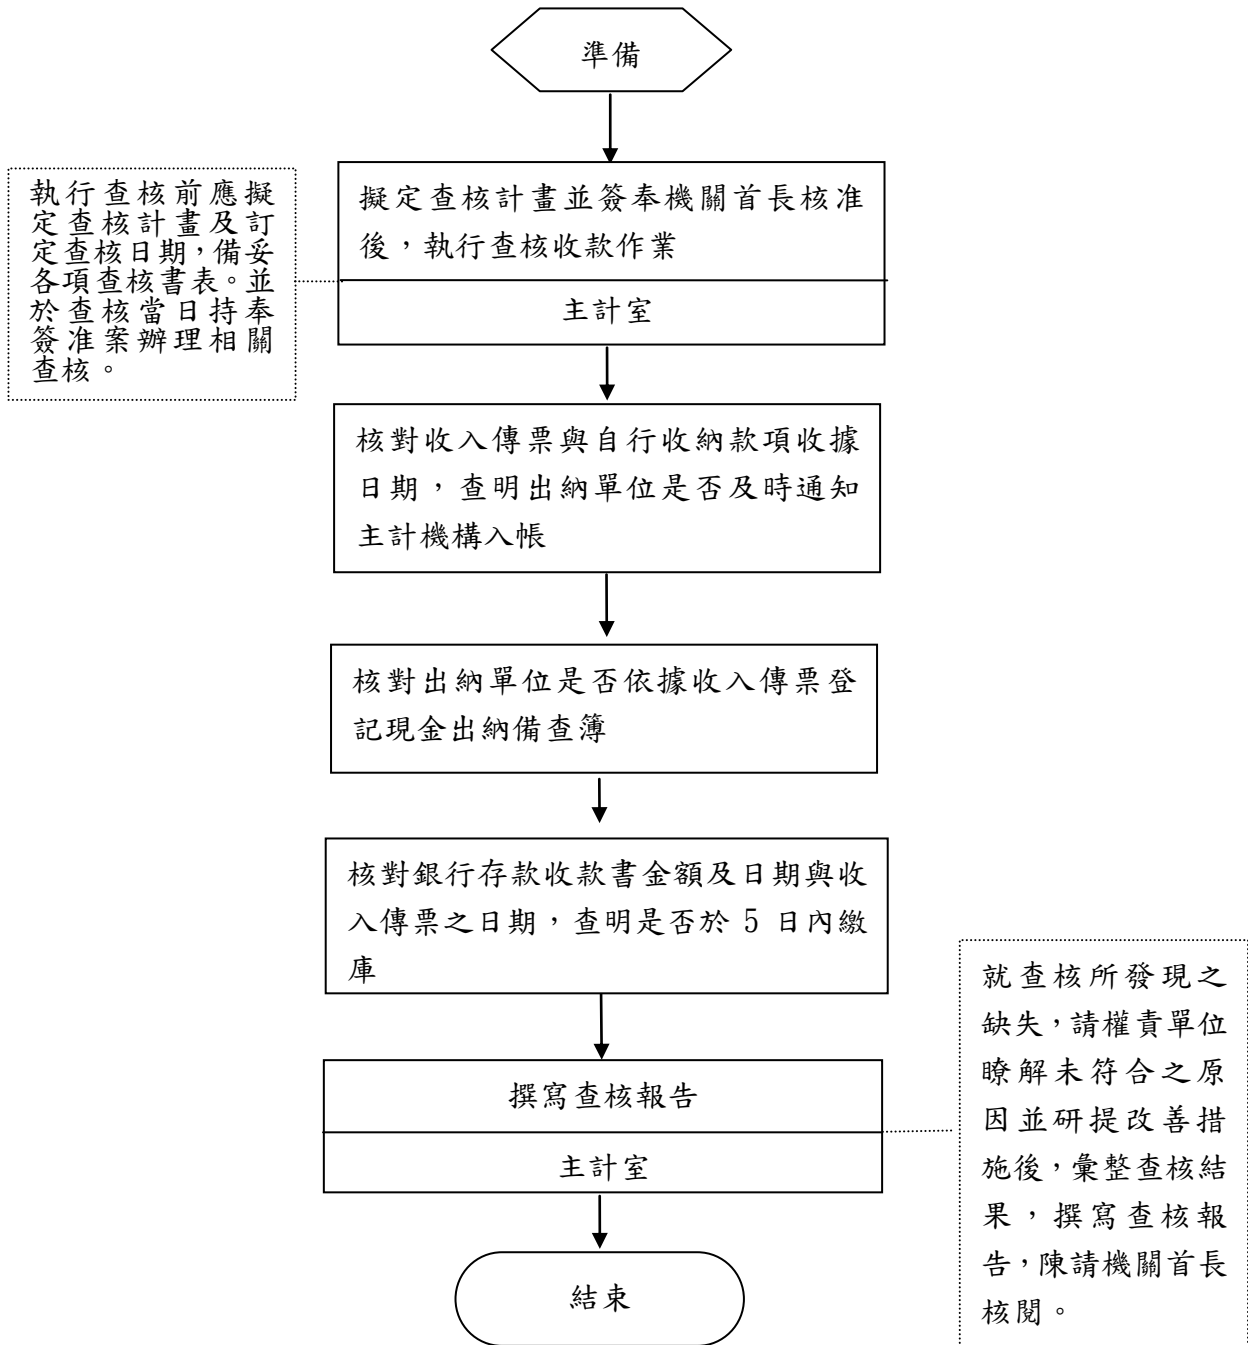 準備
擬定查核計畫並簽奉機關首長核准
後，執行查核收款作業
主計室
執行查核前應擬
定查核計畫及訂
定查核日期，備妥
各項查核書表。並
於查核當日持奉
簽准案辦理相關
查核。
核對收入傳票與自行收納款項收據
日期，查明出納單位是否及時通知
主計機構入帳
核對出納單位是否依據收入傳票登
記現金出納備查簿
核對銀行存款收款書金額及日期與收
入傳票之日期，查明是否於 5 日內繳
庫
撰寫查核報告
主計室
就查核所發現之
缺失，請權責單位
瞭解未符合之原
因並研提改善措
施後，彙整查核結
果，撰寫查核報
告，陳請機關首長
核閱。
結束